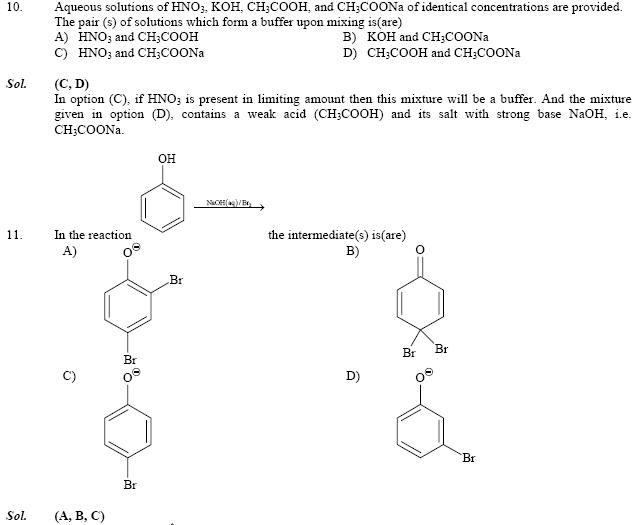 10. Aqueous solutions of HNO₃, KOH, CH₃COOH, and CH₃COONa of identical concentrations are provided.
The pair (s) of solutions which form a buffer upon mixing is(are)
A) HNO₃ and CH₃COOH B) KOH and CH₃COONa
C) HNO₃ and CH₃COONa D) CH₃COOH and CH₃COONa
Sol. (C, D)
In option (C), if HNO₃ is present in limiting amount then this mixture will be a buffer. And the mixture
given in option (D), contains a weak acid (CH₃COOH) and its salt with strong base NaOH, i.e.
CH₃COONa.
OH
NaOH(aq)/Br₂
11. In the reaction the intermediate(s) is(are)
A) O⊖ B) O
Br
Br Br Br
C) O⊖ D) O⊖
Br
Br
Sol. (A, B, C)